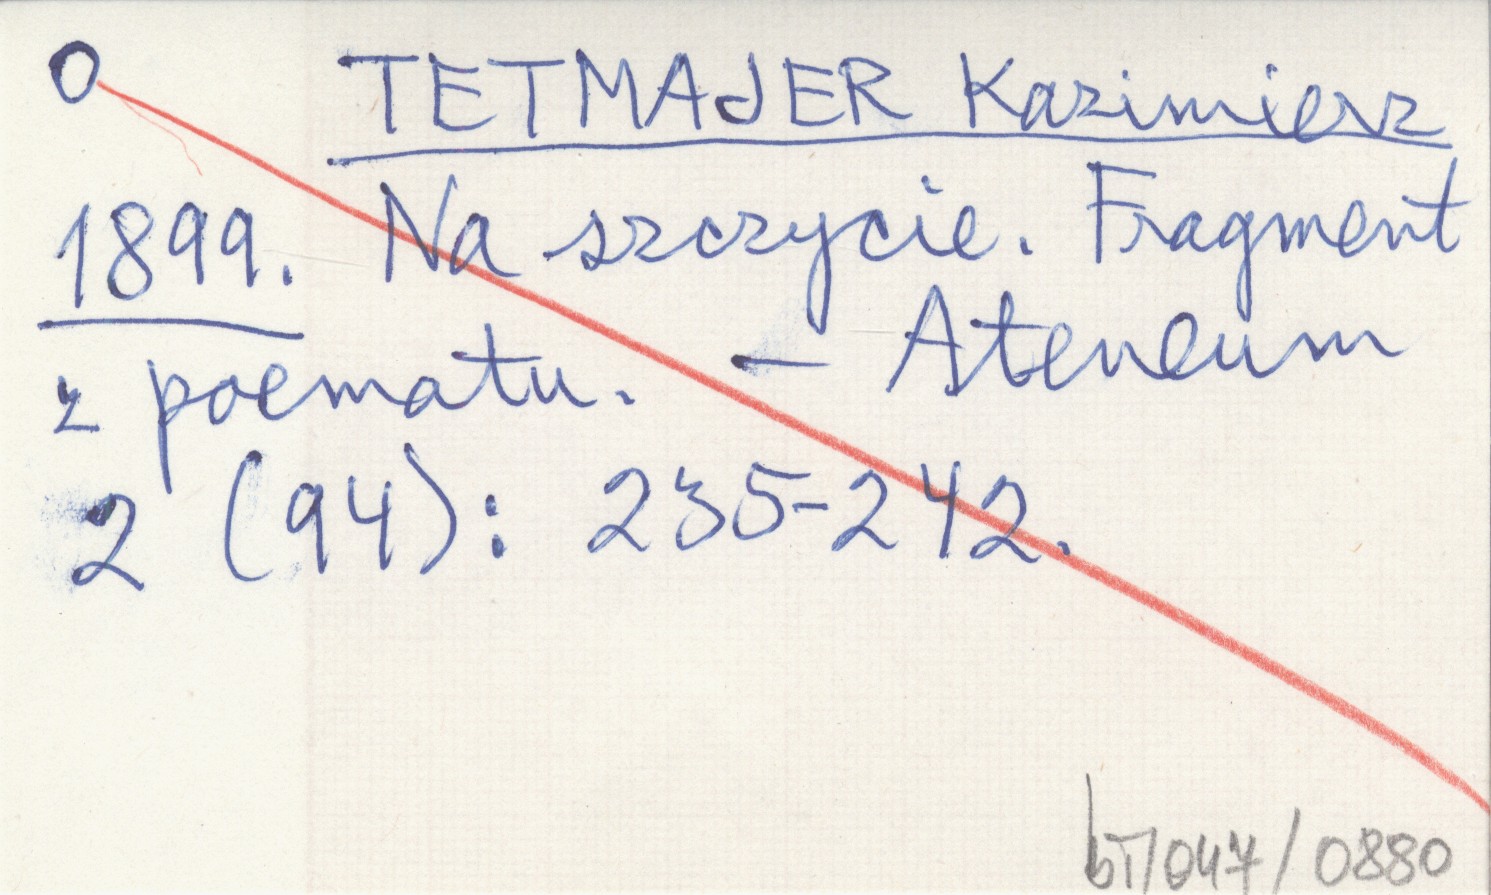 O TETMAJER Kazimierz
1899. Na szczycie. Fragment
z poematu. – Ateneum
2 (94): 235-242.
bT/047/0880